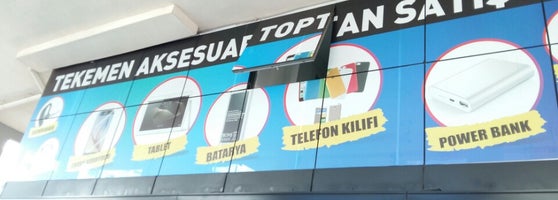 TEKEMEN AKSESUAR TOPTAN SATIŞ
TABLET
BATARYA
TELEFON KILIFI
POWER BANK